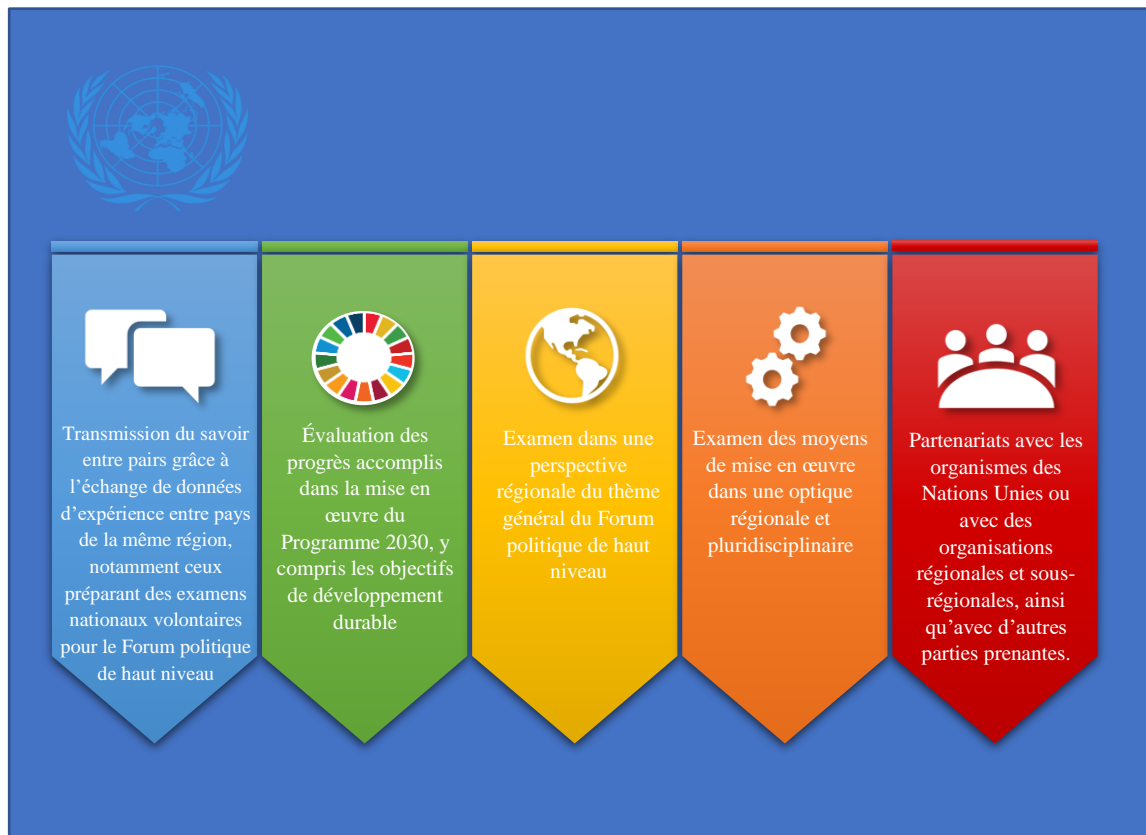 Transmission du savoir
entre pairs grâce à
l’échange de données
d’expérience entre pays
de la même région,
notamment ceux
préparant des examens
nationaux volontaires
pour le Forum politique
de haut niveau
Évaluation des
progrès accomplis
dans la mise en
œuvre du
Programme 2030, y
compris les objectifs
de développement
durable
Examen dans une
perspective
régionale du thème
général du Forum
politique de haut
niveau
Examen des moyens
de mise en œuvre
dans une optique
régionale et
pluridisciplinaire
Partenariats avec les
organismes des
Nations Unies ou
avec des
organisations
régionales et sous-
régionales, ainsi
qu’avec d’autres
parties prenantes.